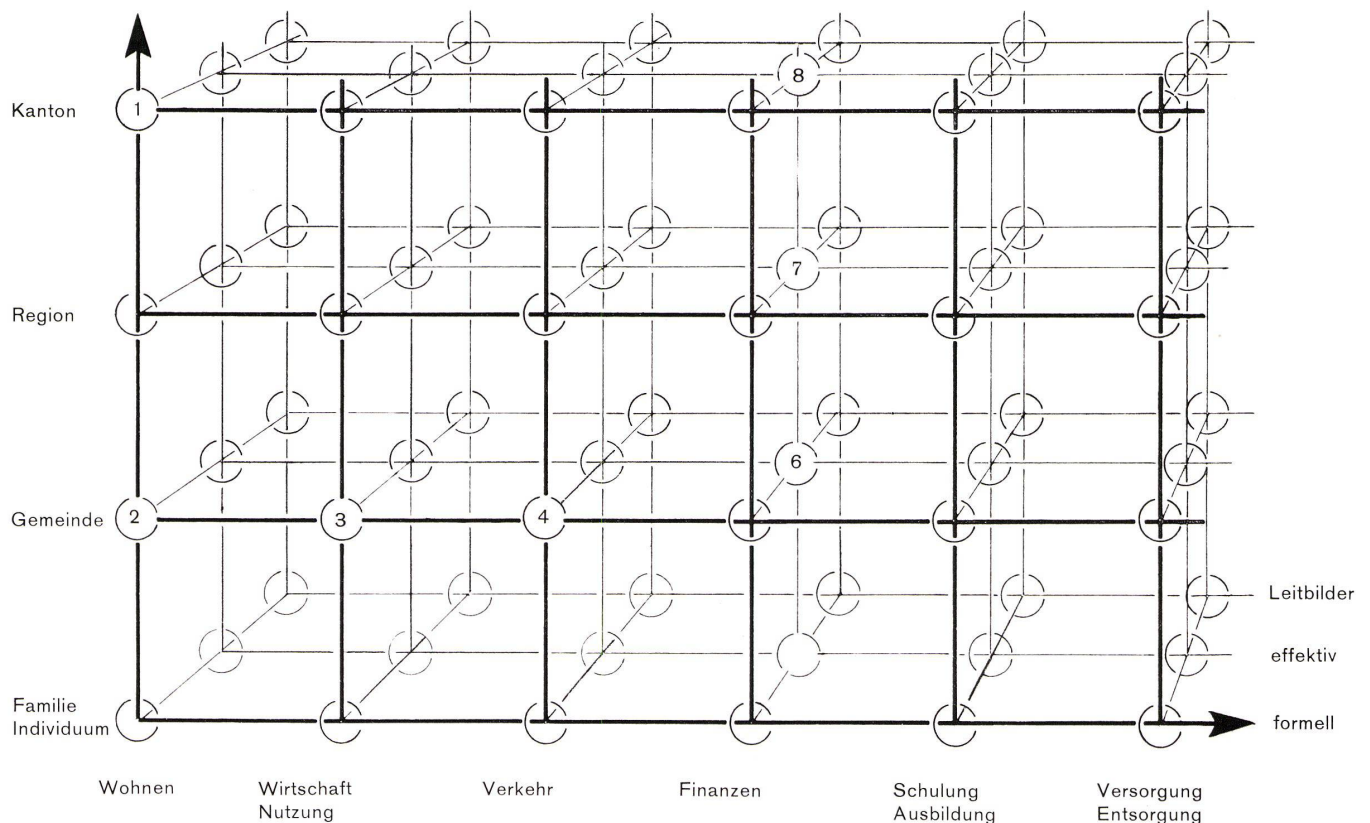 8
Kanton
1
7
Region
6
Gemeinde
2
3
4
Leitbilder
effektiv
Familie
Individuum
formell
Wohnen
Wirtschaft
Nutzung
Verkehr
Finanzen
Schulung
Ausbildung
Versorgung
Entsorgung